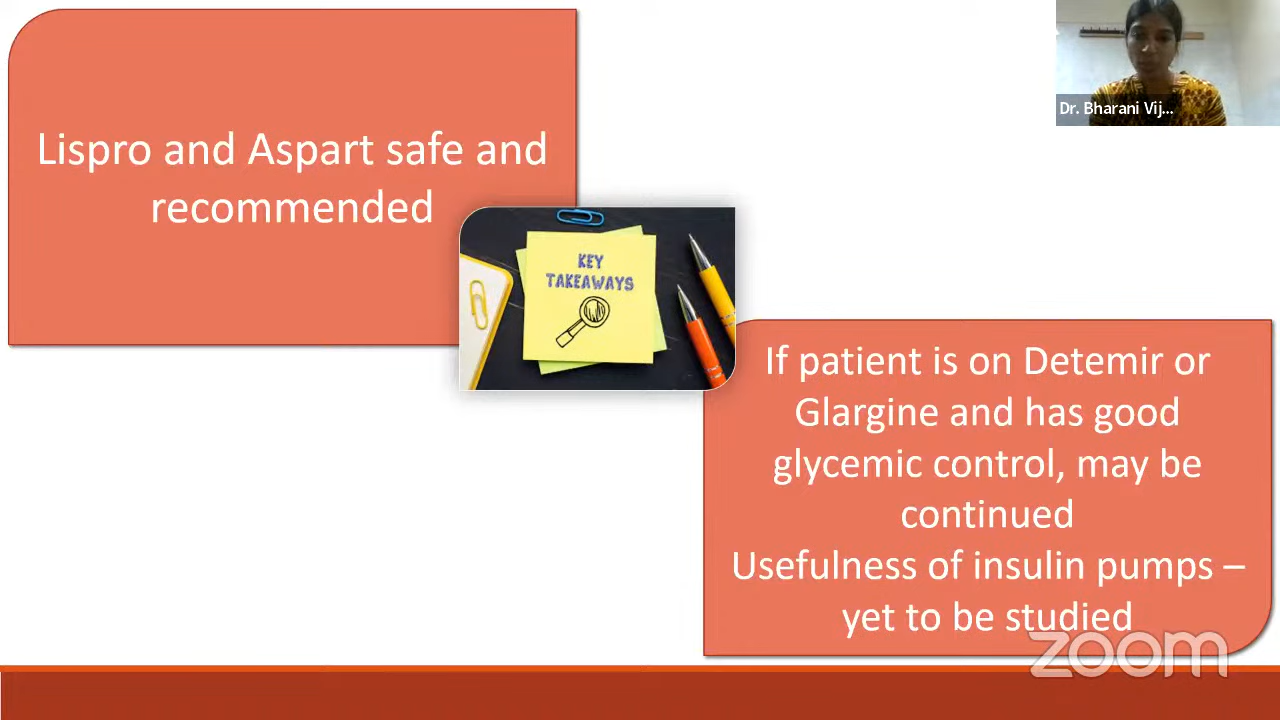 Lispro and Aspart safe and
recommended
Dr. Bharani Vij...
KEY
TAKEAWAYS
If patient is on Detemir or
Glargine and has good
glycemic control, may be
continued
Usefulness of insulin pumps –
yet to be studied
zoom